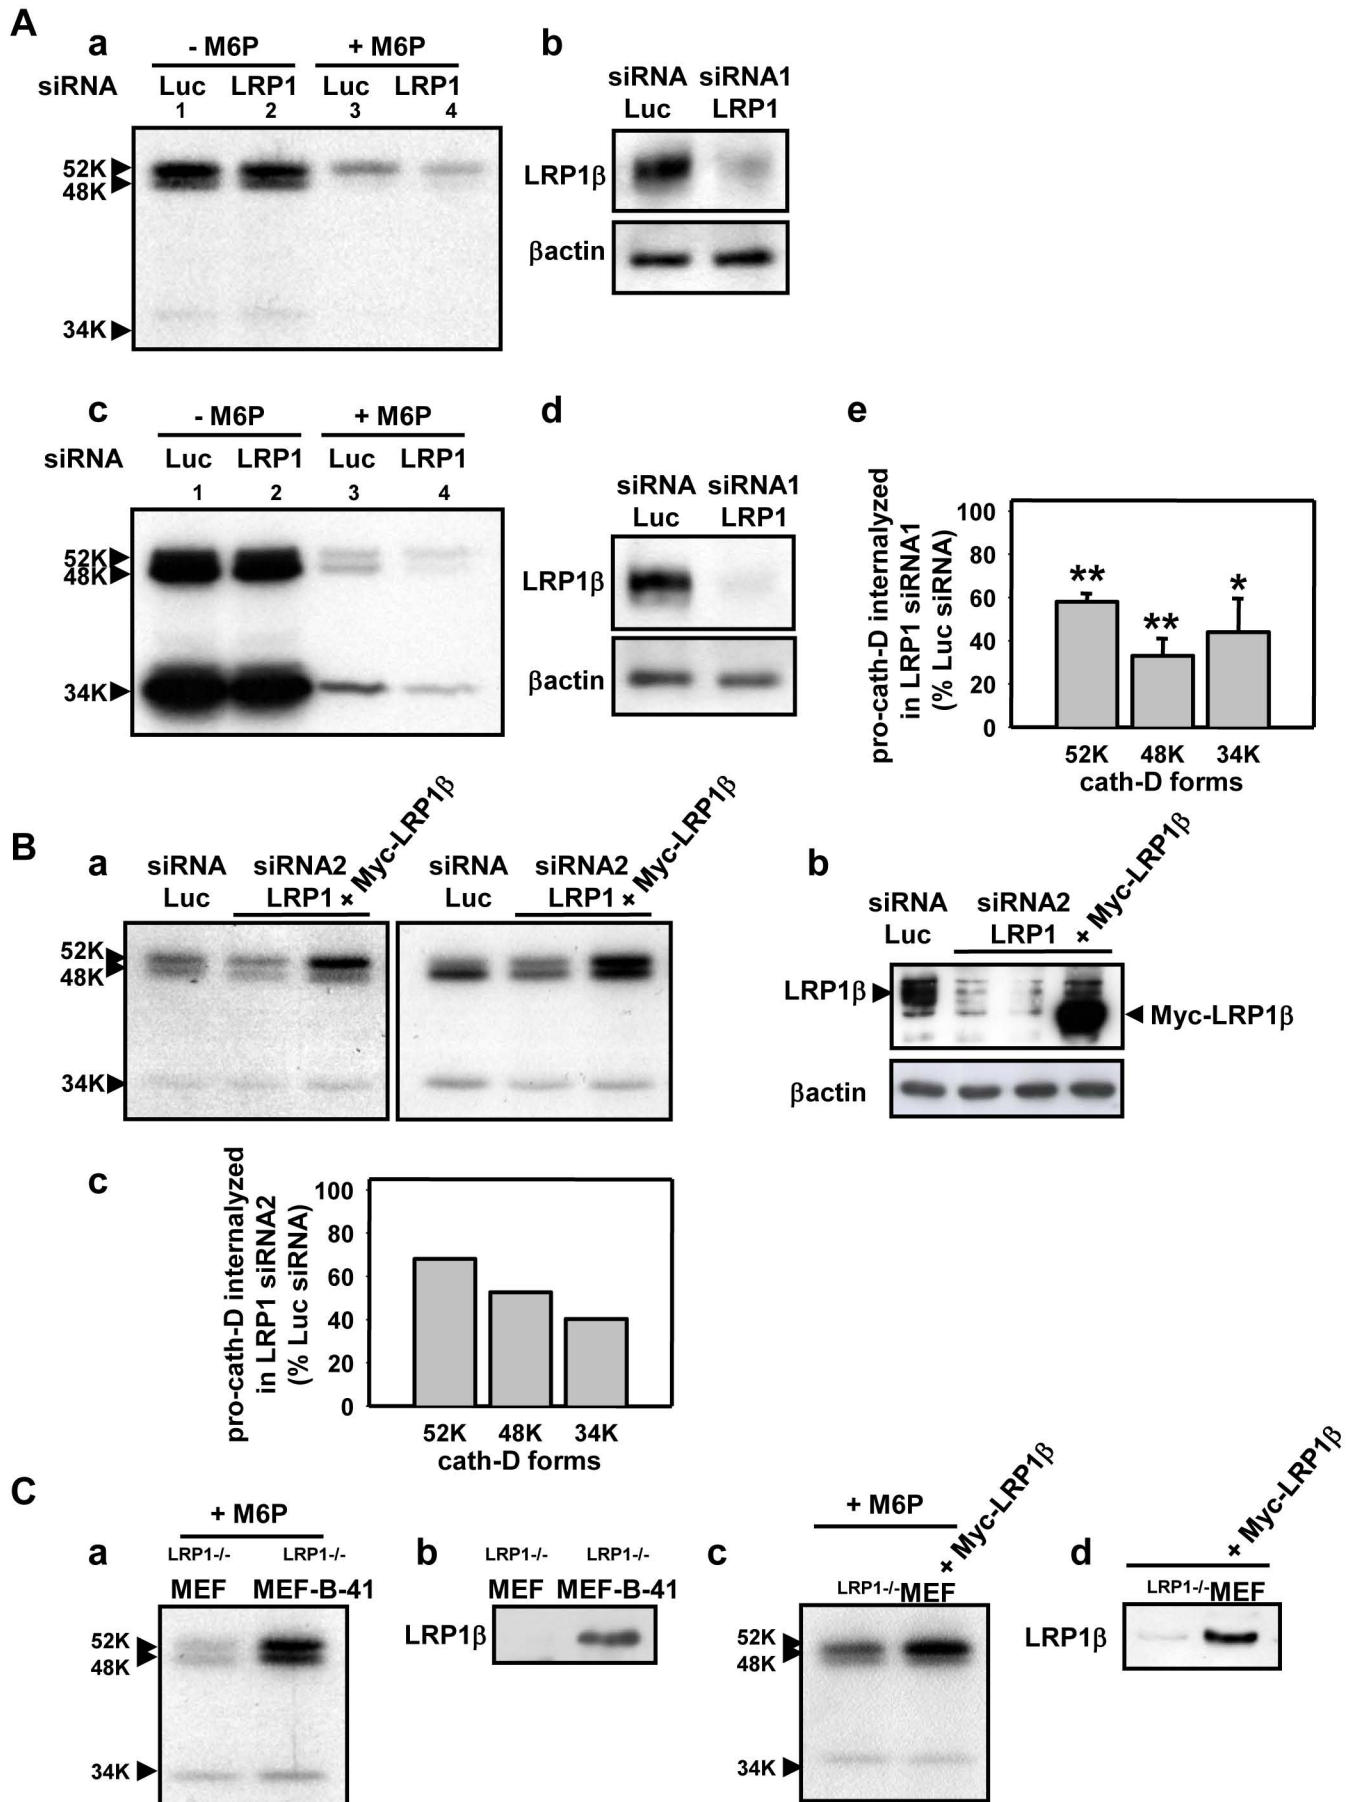 A
a
- M6P + M6P
siRNA Luc LRP1 Luc LRP1
1 2 3 4
52K
48K
34K
b
siRNA siRNA1
Luc LRP1
LRP1β
βactin
c
- M6P + M6P
siRNA Luc LRP1 Luc LRP1
1 2 3 4
52K
48K
34K
d
siRNA siRNA1
Luc LRP1
LRP1β
βactin
e
pro-cath-D internalyzed
in LRP1 siRNA1
(% Luc siRNA)
100
80
60
40
20
0
** ** *
52K 48K 34K
cath-D forms
B
a
siRNA siRNA2
Luc LRP1 + Myc-LRP1β
siRNA siRNA2
Luc LRP1 + Myc-LRP1β
52K
48K
34K
b
siRNA siRNA2
Luc LRP1 + Myc-LRP1β
LRP1β
Myc-LRP1β
βactin
c
pro-cath-D internalyzed
in LRP1 siRNA2
(% Luc siRNA)
100
80
60
40
20
0
52K 48K 34K
cath-D forms
C
a
+ M6P
LRP1-/- LRP1-/-
MEF MEF-B-41
52K
48K
34K
b
LRP1-/- LRP1-/-
MEF MEF-B-41
LRP1β
c
+ M6P
+ Myc-LRP1β
LRP1-/-MEF
52K
48K
34K
d
+ Myc-LRP1β
LRP1-/-MEF
LRP1β